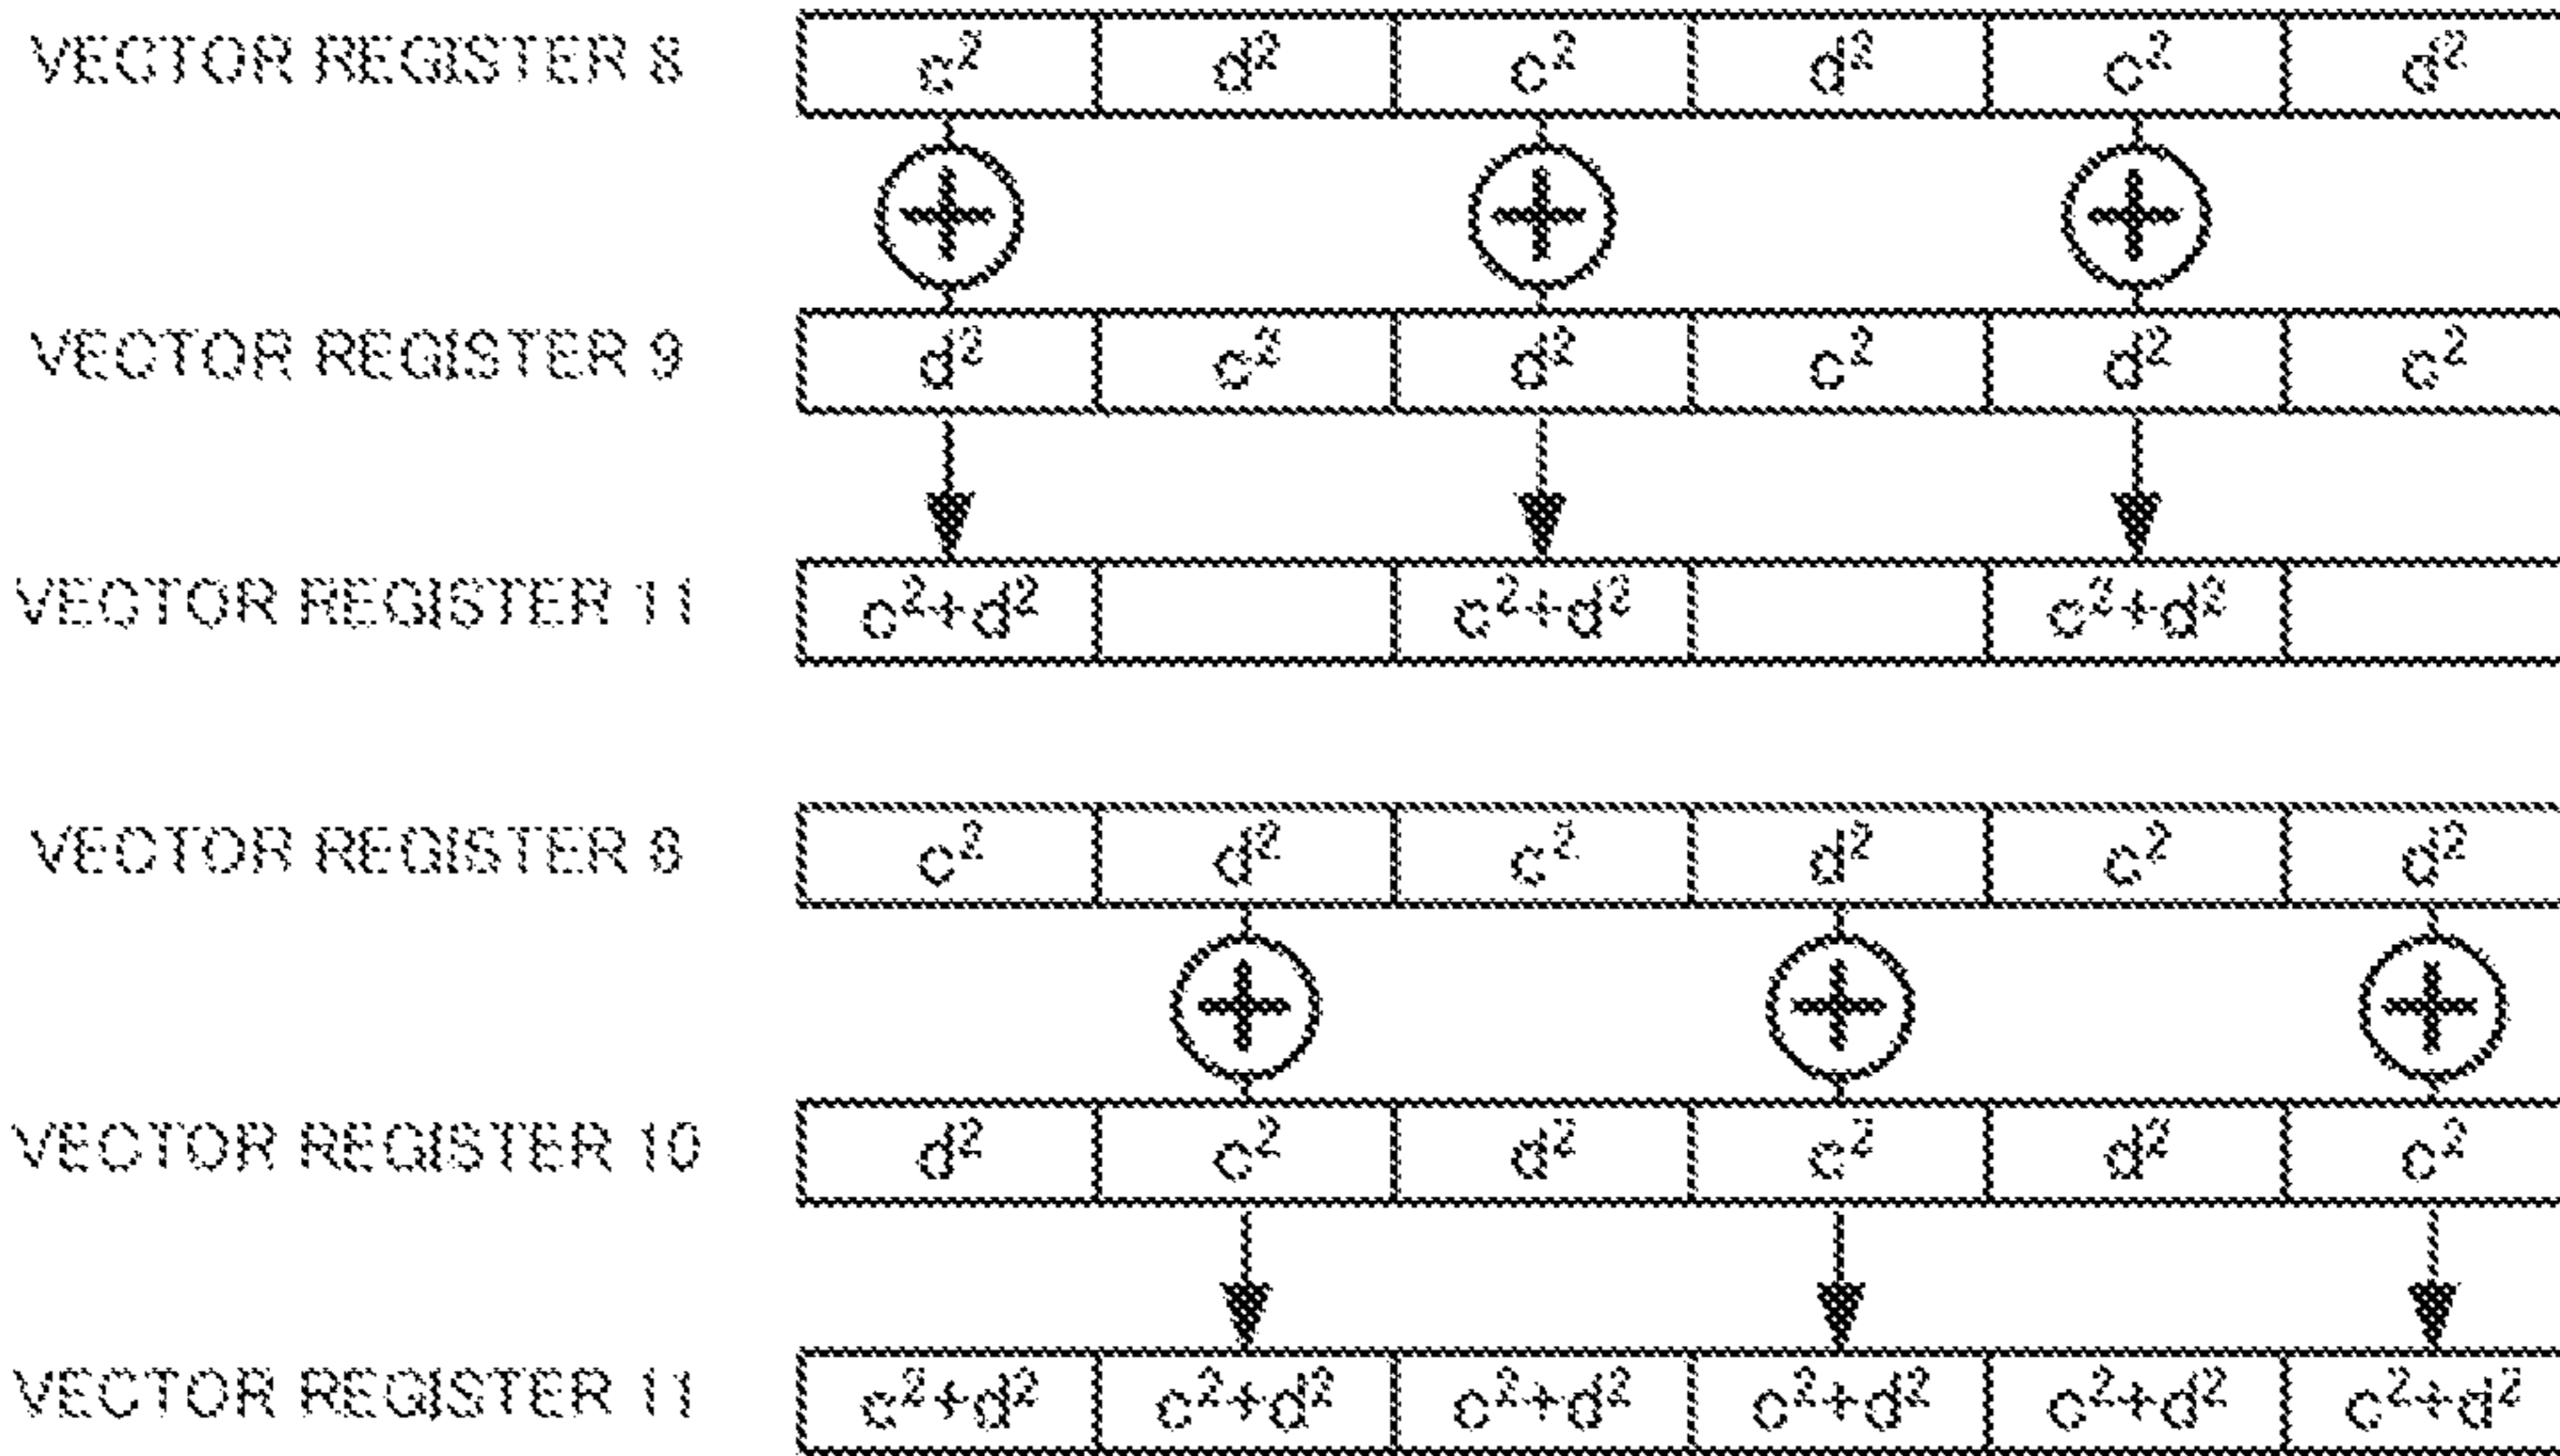 VECTOR REGISTER 8 c² d² c² d² c² d²
VECTOR REGISTER 9 d² c² d² c² d² c²
VECTOR REGISTER 11 c²+d² c²+d² c²+d²
VECTOR REGISTER 8 c² d² c² d² c² d²
VECTOR REGISTER 10 d² c² d² c² d² c²
VECTOR REGISTER 11 c²+d² c²+d² c²+d² c²+d² c²+d² c²+d²